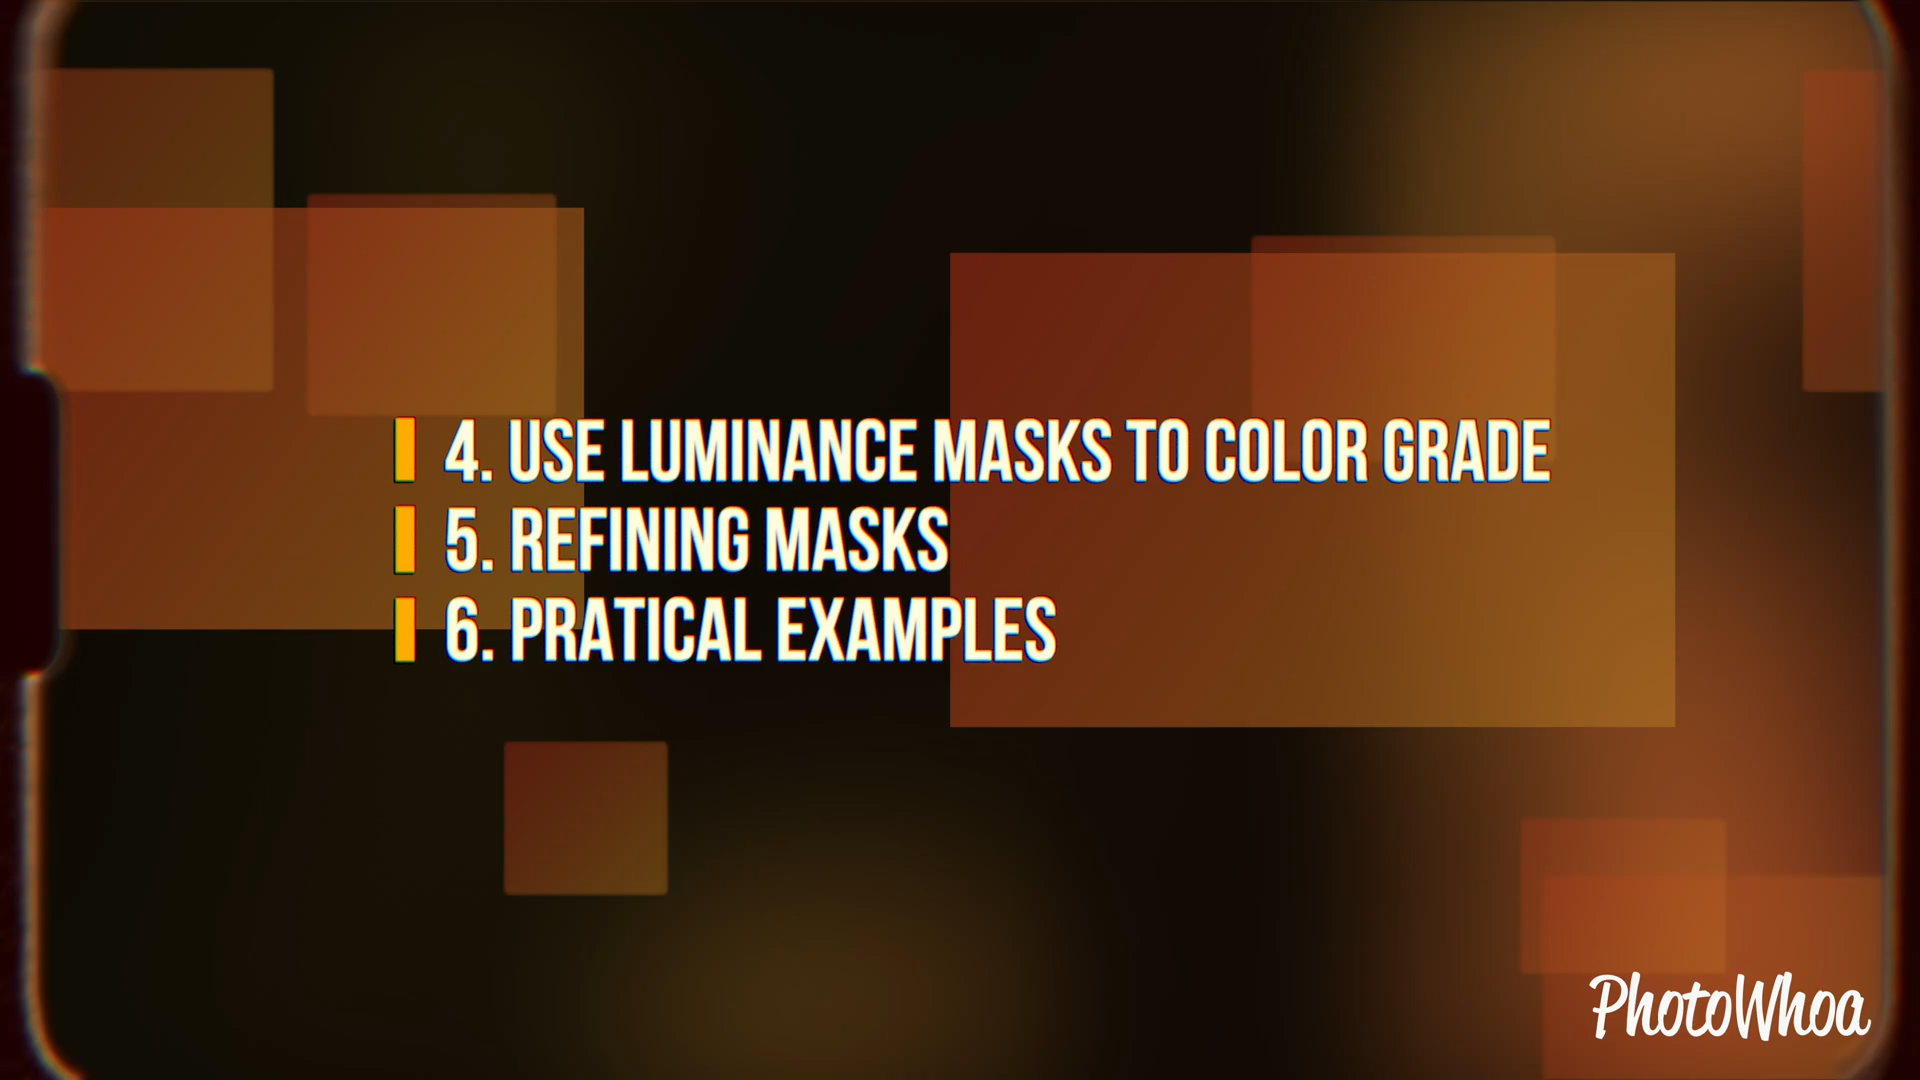 4. USE LUMINANCE MASKS TO COLOR GRADE
5. REFINING MASKS
6. PRATICAL EXAMPLES
PhotoWhoa